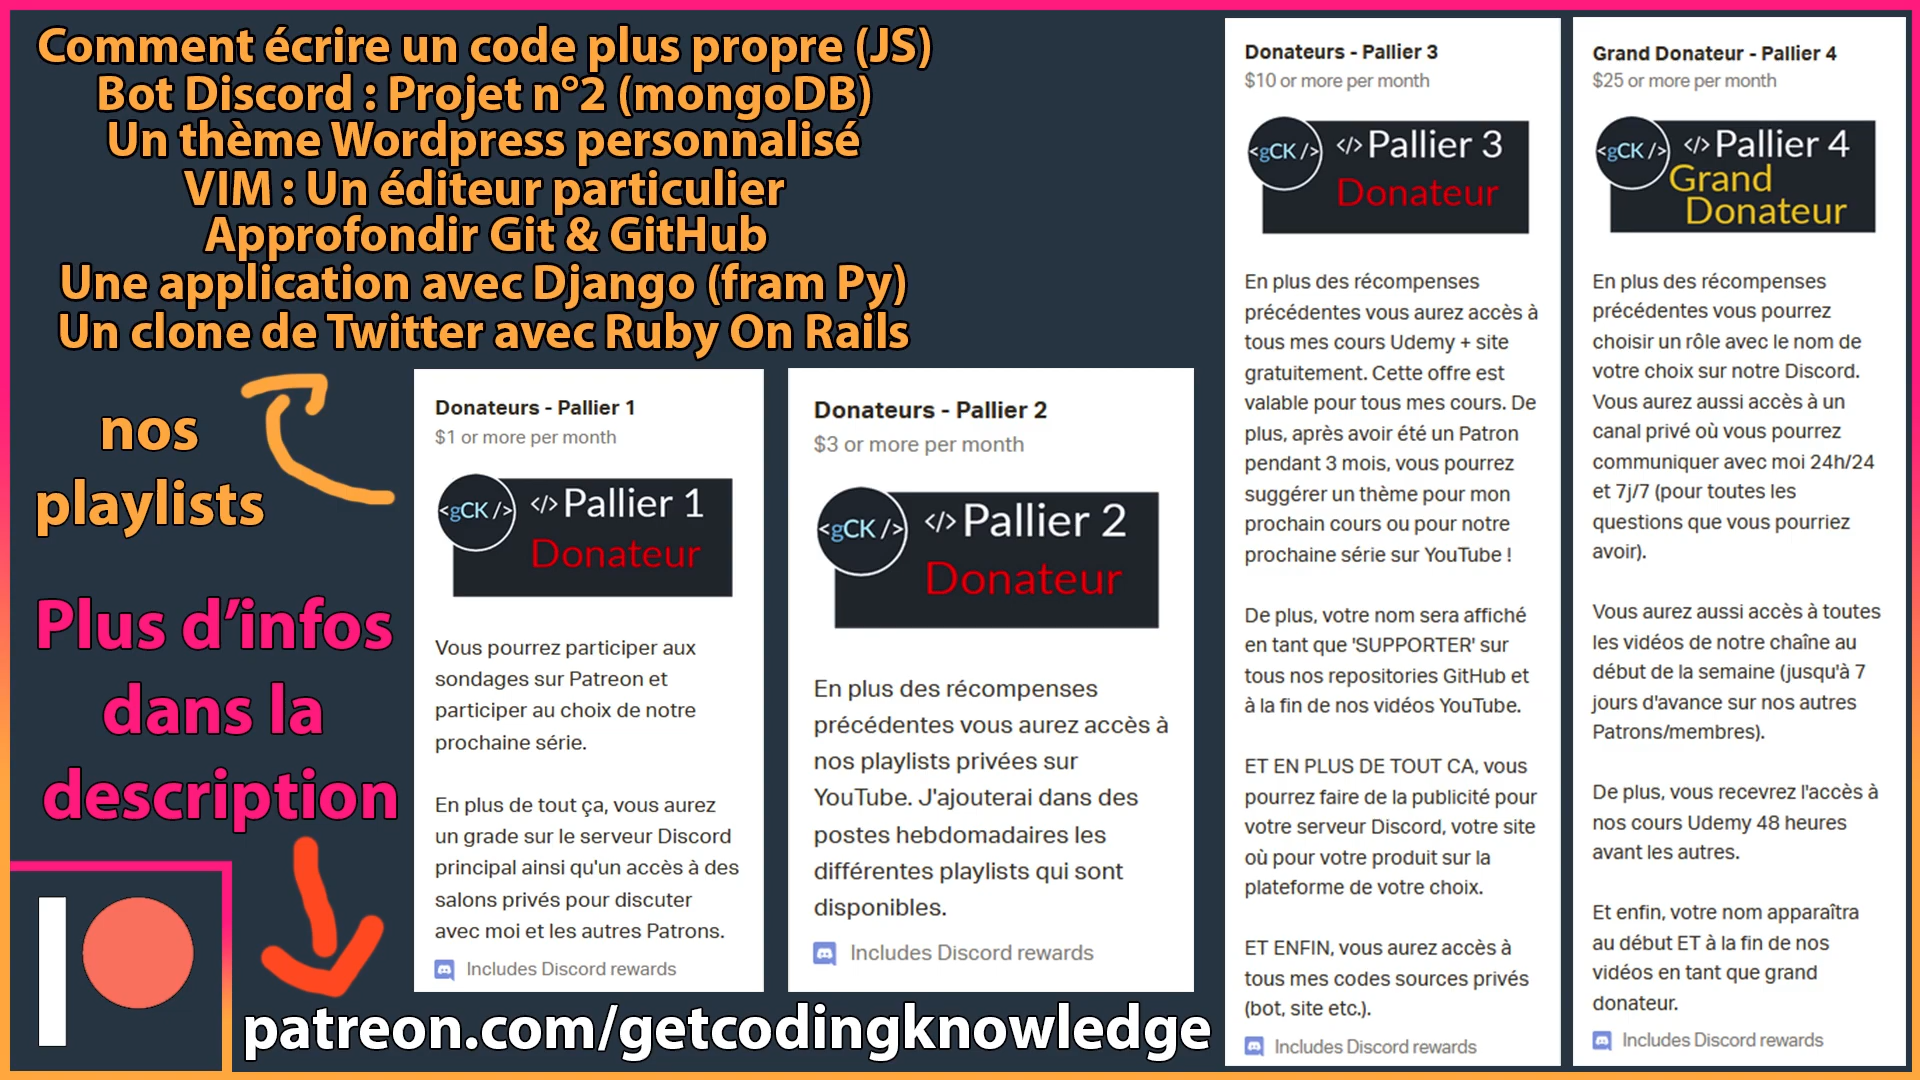 Comment écrire un code plus propre (JS)
Bot Discord : Projet n°2 (mongoDB)
Un thème Wordpress personnalisé
VIM : Un éditeur particulier
Approfondir Git & GitHub
Une application avec Django (fram Py)
Un clone de Twitter avec Ruby On Rails
nos
playlists
Plus d’infos
dans la
description
patreon.com/getcodingknowledge
Donateurs - Pallier 1
$1 or more per month
<gCK />
</> Pallier 1
Donateur
Vous pourrez participer aux
sondages sur Patreon et
participer au choix de notre
prochaine série.
En plus de tout ça, vous aurez
un grade sur le serveur Discord
principal ainsi qu'un accès à des
salons privés pour discuter
avec moi et les autres Patrons.
Includes Discord rewards
Donateurs - Pallier 2
$3 or more per month
<gCK />
</> Pallier 2
Donateur
En plus des récompenses
précédentes vous aurez accès à
nos playlists privées sur
YouTube. J'ajouterai dans des
postes hebdomadaires les
différentes playlists qui sont
disponibles.
Includes Discord rewards
Donateurs - Pallier 3
$10 or more per month
<gCK />
</> Pallier 3
Donateur
En plus des récompenses
précédentes vous aurez accès à
tous mes cours Udemy + site
gratuitement. Cette offre est
valable pour tous mes cours. De
plus, après avoir été un Patron
pendant 3 mois, vous pourrez
suggérer un thème pour mon
prochain cours ou pour notre
prochaine série sur YouTube !
De plus, votre nom sera affiché
en tant que 'SUPPORTER' sur
tous nos repositories GitHub et
à la fin de nos vidéos YouTube.
ET EN PLUS DE TOUT CA, vous
pourrez faire de la publicité pour
votre serveur Discord, votre site
où pour votre produit sur la
plateforme de votre choix.
ET ENFIN, vous aurez accès à
tous mes codes sources privés
(bot, site etc.).
Includes Discord rewards
Grand Donateur - Pallier 4
$25 or more per month
<gCK />
</> Pallier 4
Grand
Donateur
En plus des récompenses
précédentes vous pourrez
choisir un rôle avec le nom de
votre choix sur notre Discord.
Vous aurez aussi accès à un
canal privé où vous pourrez
communiquer avec moi 24h/24
et 7j/7 (pour toutes les
questions que vous pourriez
avoir).
Vous aurez aussi accès à toutes
les vidéos de notre chaîne au
début de la semaine (jusqu'à 7
jours d'avance sur nos autres
Patrons/membres).
De plus, vous recevrez l'accès à
nos cours Udemy 48 heures
avant les autres.
Et enfin, votre nom apparaîtra
au début ET à la fin de nos
vidéos en tant que grand
donateur.
Includes Discord rewards